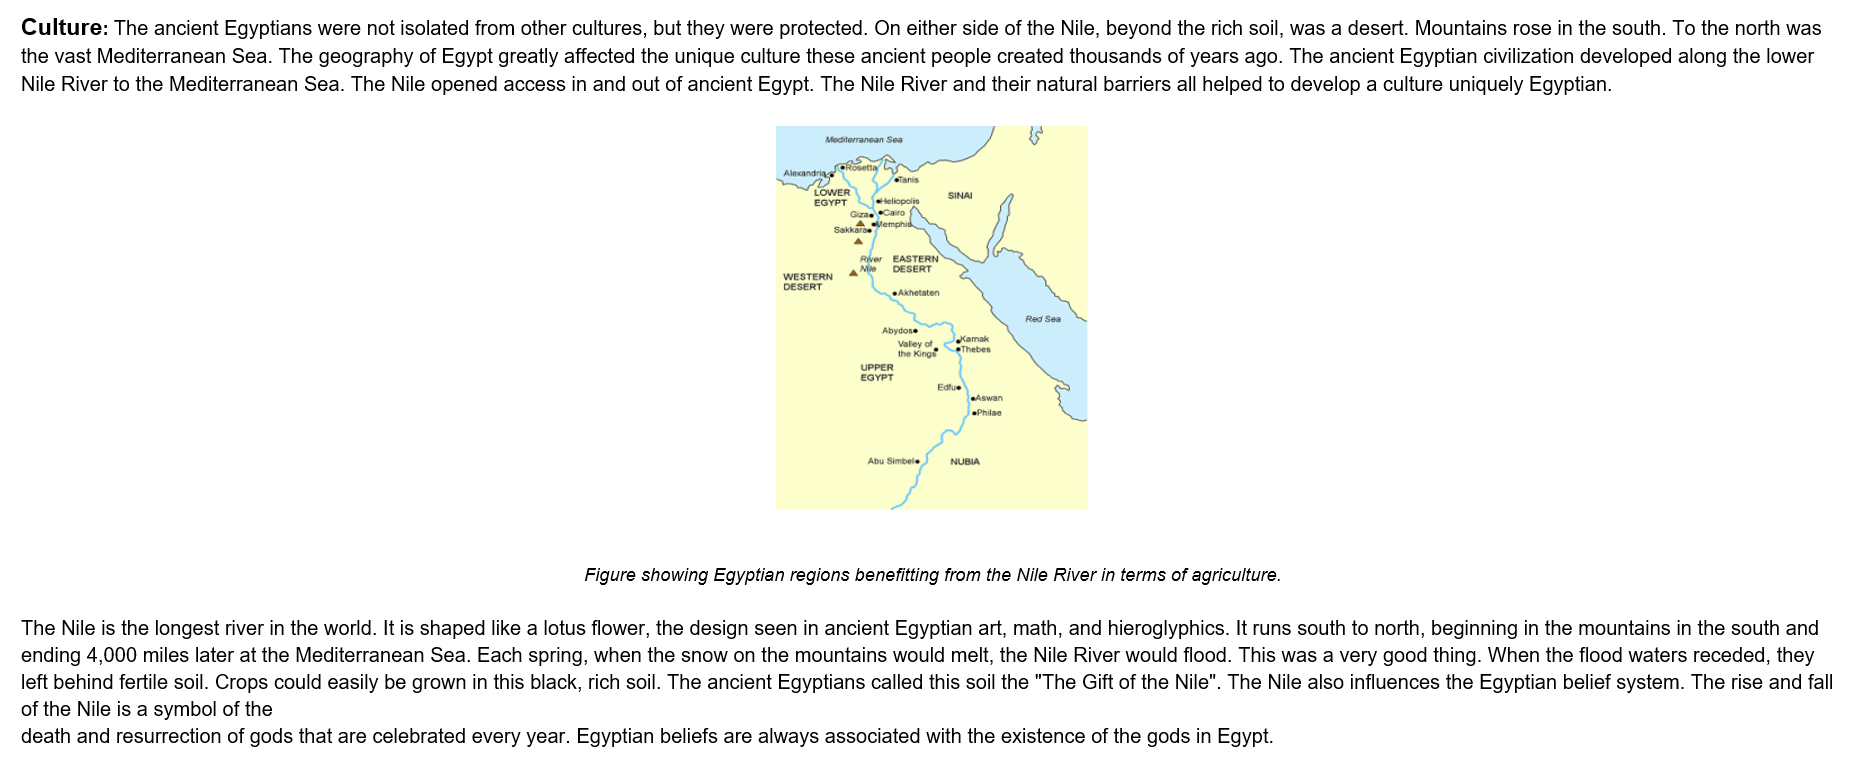 Culture: The ancient Egyptians were not isolated from other cultures, but they were protected. On either side of the Nile, beyond the rich soil, was a desert. Mountains rose in the south. To the north was
the vast Mediterranean Sea. The geography of Egypt greatly affected the unique culture these ancient people created thousands of years ago. The ancient Egyptian civilization developed along the lower
Nile River to the Mediterranean Sea. The Nile opened access in and out of ancient Egypt. The Nile River and their natural barriers all helped to develop a culture uniquely Egyptian.
Mediterranean Sea
Rosetta
Alexandria
Tanis
LOWER
EGYPT
SINAI
Heliopolis
Giza
Cairo
Memphis
Sakkara
River
Nile
EASTERN
DESERT
WESTERN
DESERT
Akhetaten
Red Sea
Abydos
Karnak
Valley of
the Kings
Thebes
UPPER
EGYPT
Edfu
Aswan
Philae
Abu Simbel
NUBIA
Figure showing Egyptian regions benefitting from the Nile River in terms of agriculture.
The Nile is the longest river in the world. It is shaped like a lotus flower, the design seen in ancient Egyptian art, math, and hieroglyphics. It runs south to north, beginning in the mountains in the south and
ending 4,000 miles later at the Mediterranean Sea. Each spring, when the snow on the mountains would melt, the Nile River would flood. This was a very good thing. When the flood waters receded, they
left behind fertile soil. Crops could easily be grown in this black, rich soil. The ancient Egyptians called this soil the "The Gift of the Nile". The Nile also influences the Egyptian belief system. The rise and fall
of the Nile is a symbol of the
death and resurrection of gods that are celebrated every year. Egyptian beliefs are always associated with the existence of the gods in Egypt.